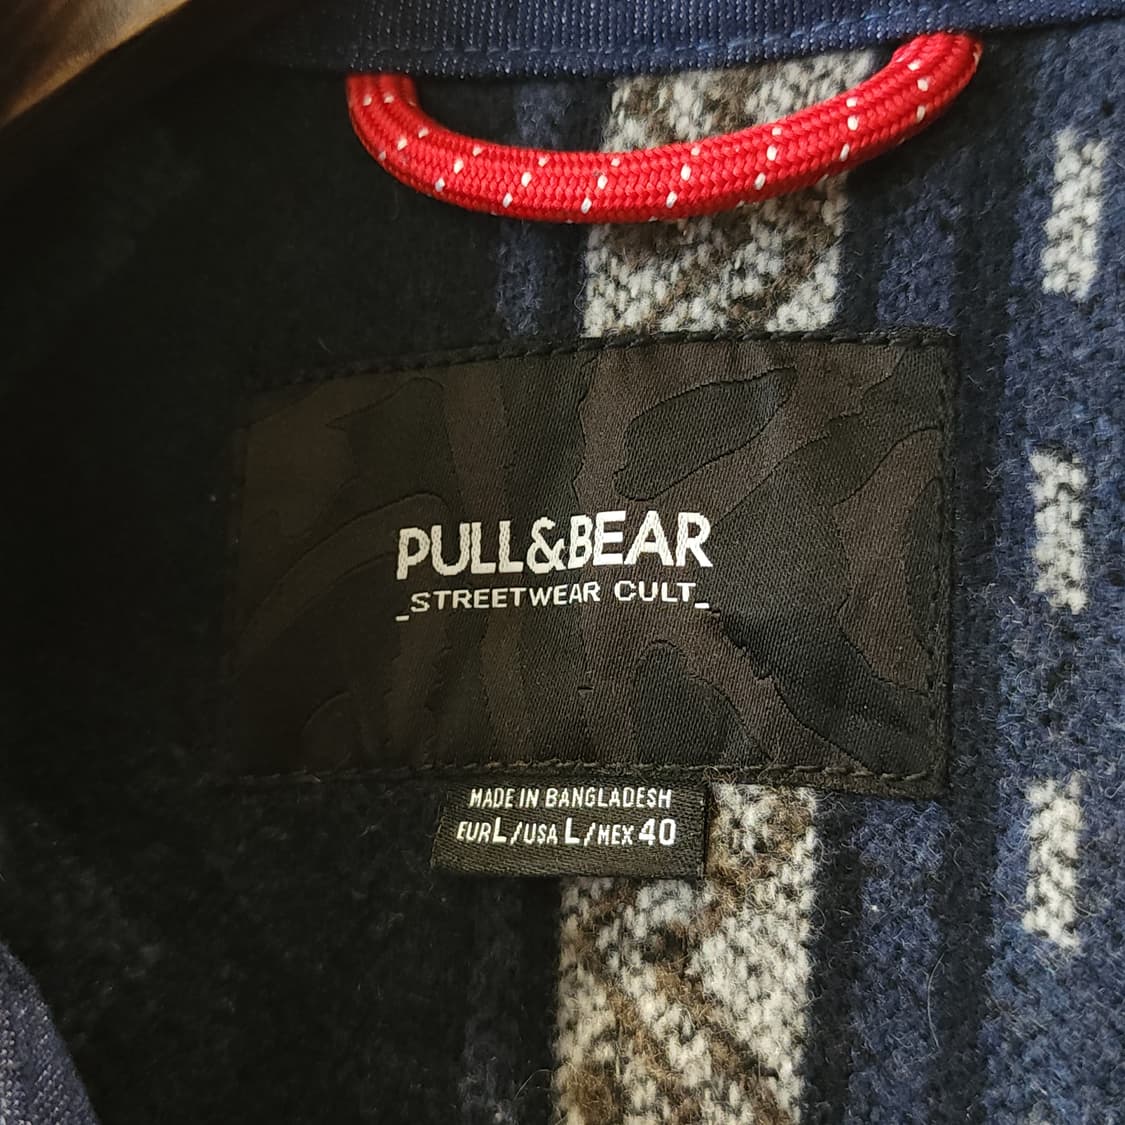 PULL&BEAR
_STREETWEAR CULT_
MADE IN BANGLADESH
EURL/USA L/MEX 40